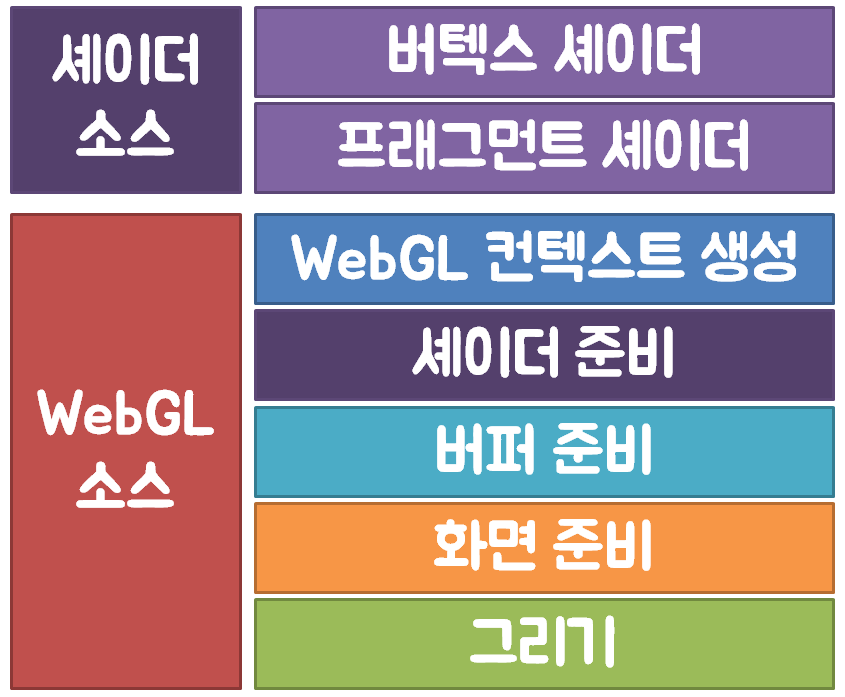 셰이더
소스
버텍스 셰이더
프래그먼트 셰이더
WebGL
소스
WebGL 컨텍스트 생성
셰이더 준비
버퍼 준비
화면 준비
그리기